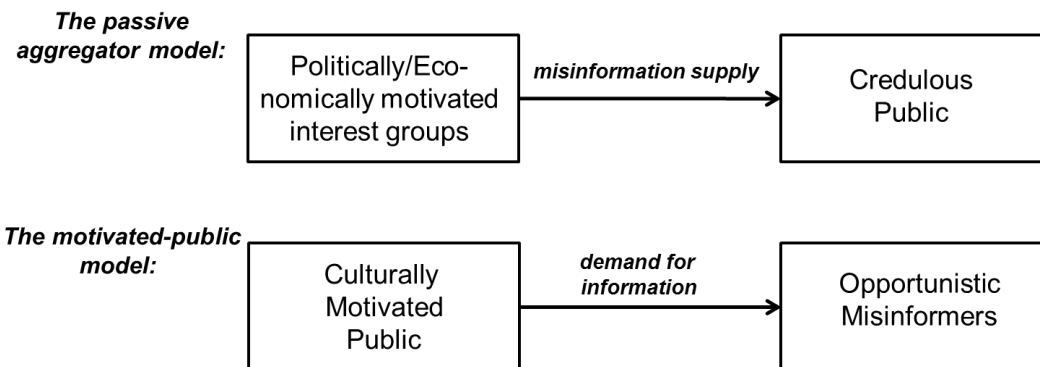 The passive
aggregator model:
Politically/Eco-
nomically motivated
interest groups
misinformation supply
Credulous
Public
The motivated-public
model:
Culturally
Motivated
Public
demand for
information
Opportunistic
Misinformers